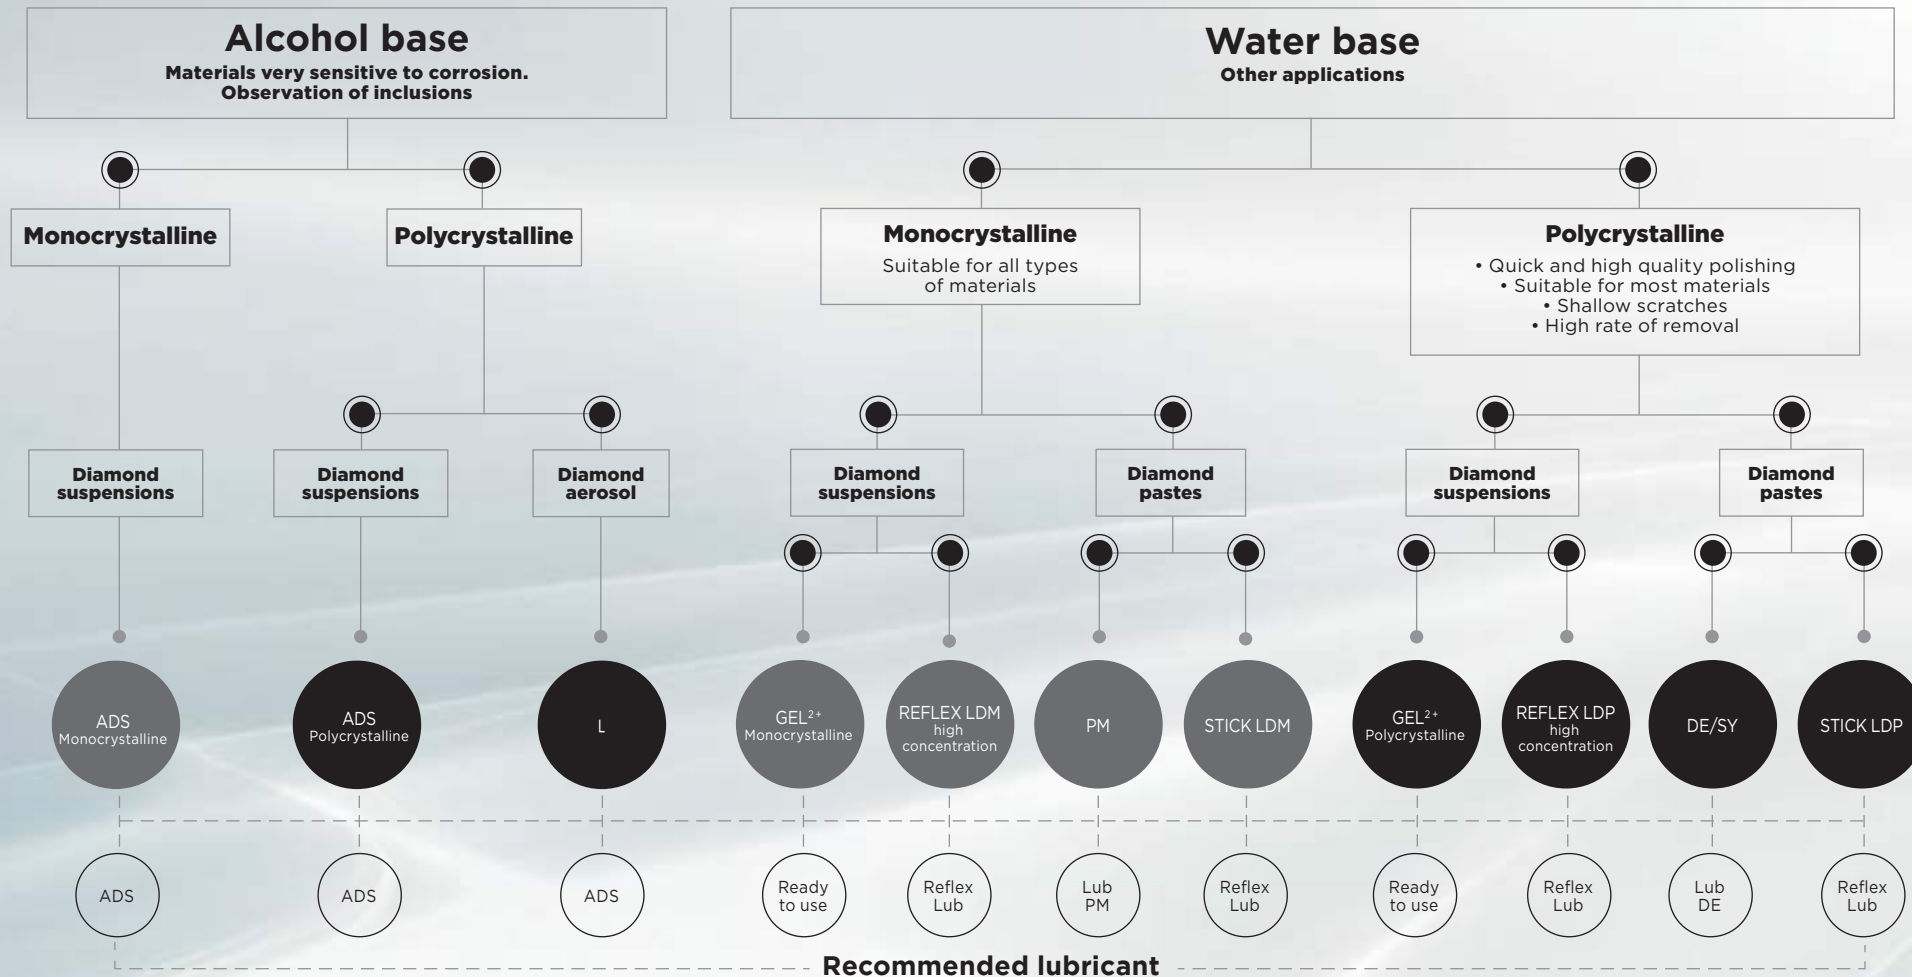 Alcohol base
Materials very sensitive to corrosion.
Observation of inclusions
Water base
Other applications
Monocrystalline
Polycrystalline
Monocrystalline
Suitable for all types
of materials
Polycrystalline
• Quick and high quality polishing
• Suitable for most materials
• Shallow scratches
• High rate of removal
Diamond
suspensions
Diamond
suspensions
Diamond
aerosol
Diamond
suspensions
Diamond
pastes
Diamond
suspensions
Diamond
pastes
ADS
Monocrystalline
ADS
Polycrystalline
L
GEL²⁺
Monocrystalline
REFLEX LDM
high
concentration
PM
STICK LDM
GEL²⁺
Polycrystalline
REFLEX LDP
high
concentration
DE/SY
STICK LDP
ADS
ADS
ADS
Ready
to use
Reflex
Lub
Lub
PM
Reflex
Lub
Ready
to use
Reflex
Lub
Lub
DE
Reflex
Lub
Recommended lubricant